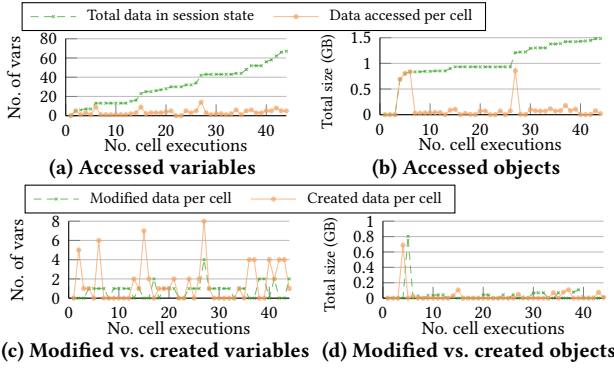 Total data in session state Data accessed per cell
No. of vars
80
60
40
20
0
0 10 20 30 40
No. cell executions
(a) Accessed variables
Total size (GB)
1.5
1
0.5
0
0 10 20 30 40
No. cell executions
(b) Accessed objects
Modified data per cell Created data per cell
No. of vars
8
6
4
2
0
0 10 20 30 40
No. cell executions
(c) Modified vs. created variables
Total size (GB)
1
0.8
0.6
0.4
0.2
0
0 10 20 30 40
No. cell executions
(d) Modified vs. created objects